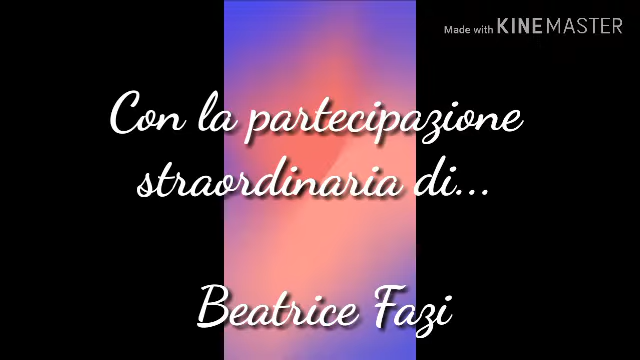 Made with KINEMASTER
Con la partecipazione
straordinaria di...
Beatrice Fazi